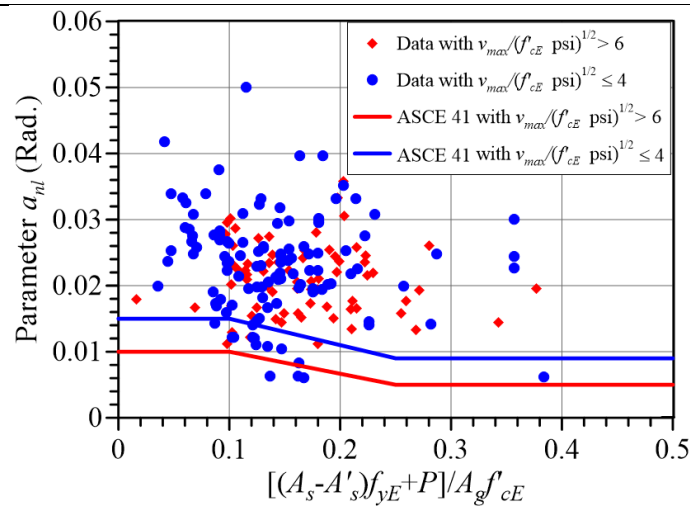 0.06
0.05
0.04
0.03
0.02
0.01
0
Parameter a_nl (Rad.)
Data with v_max/(f'_cE psi)^1/2 > 6
Data with v_max/(f'_cE psi)^1/2 ≤ 4
ASCE 41 with v_max/(f'_cE psi)^1/2 > 6
ASCE 41 with v_max/(f'_cE psi)^1/2 ≤ 4
0 0.1 0.2 0.3 0.4 0.5
[(A_s-A'_s)f_yE+P]/A_g f'_cE